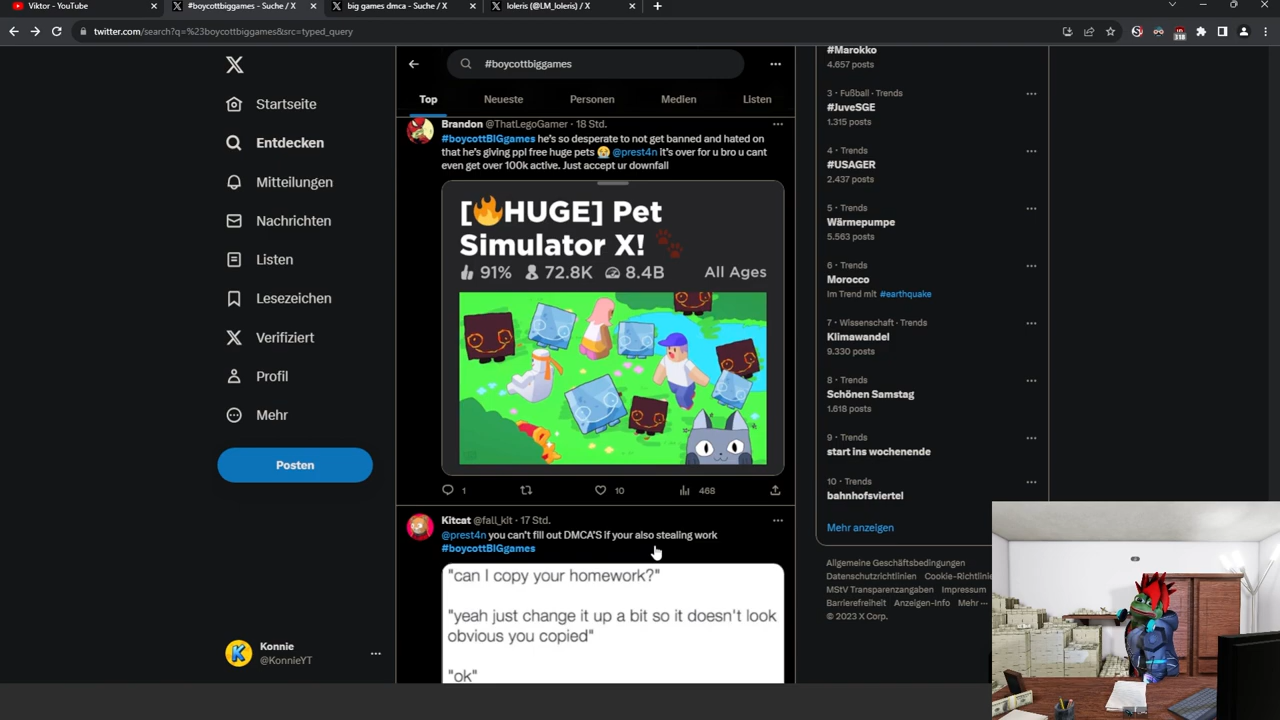 Viktor - YouTube
#boycottbiggames - Suche / X
big games dmca - Suche / X
loleris (@LM_loleris) / X
twitter.com/search?q=%23boycottbiggames&src=typed_query
318
#boycottbiggames
Top
Neueste
Personen
Medien
Listen
Startseite
Entdecken
Mitteilungen
Nachrichten
Listen
Lesezeichen
Verifiziert
Profil
Mehr
Posten
Konnie
@KonnieYT
Brandon @ThatLegoGamer · 18 Std.
#boycottBIGgames he's so desperate to not get banned and hated on
that he's giving ppl free huge pets 😭 @prest4n it's over for u bro u cant
even get over 100k active. Just accept ur downfall
[🔥HUGE] Pet
Simulator X! 🐾
91% 72.8K 8.4B All Ages
1 10 468
Kitcat @fall_kit · 17 Std.
@prest4n you can't fill out DMCA'S if your also stealing work
#boycottBIGgames
"can I copy your homework?"
"yeah just change it up a bit so it doesn't look
obvious you copied"
"ok"
#Marokko
4.657 posts
3 · Fußball · Trends
#JuveSGE
1.315 posts
4 · Trends
#USAGER
2.437 posts
5 · Trends
Wärmepumpe
5.563 posts
6 · Trends
Morocco
Im Trend mit #earthquake
7 · Wissenschaft · Trends
Klimawandel
9.330 posts
8 · Trends
Schönen Samstag
1.618 posts
9 · Trends
start ins wochenende
10 · Trends
bahnhofsviertel
Mehr anzeigen
Allgemeine Geschäftsbedingungen
Datenschutzrichtlinien Cookie-Richtlinie
MStV Transparenzangaben Impressum
Barrierefreiheit Anzeigen-Info Mehr ···
© 2023 X Corp.